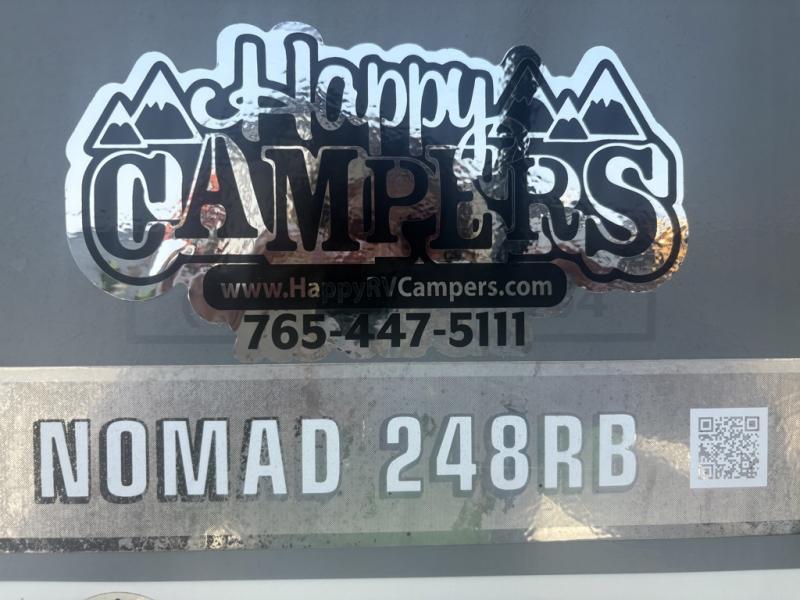 Happy
CAMPERS
www.HappyRVCampers.com
765-447-5111
NOMAD 248RB